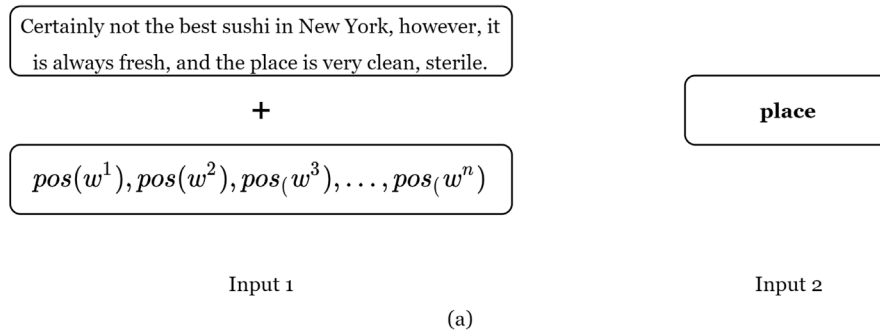 Certainly not the best sushi in New York, however, it
is always fresh, and the place is very clean, sterile.
+
place
pos(w^1), pos(w^2), pos_(w^3), ..., pos_(w^n)
Input 1
Input 2
(a)